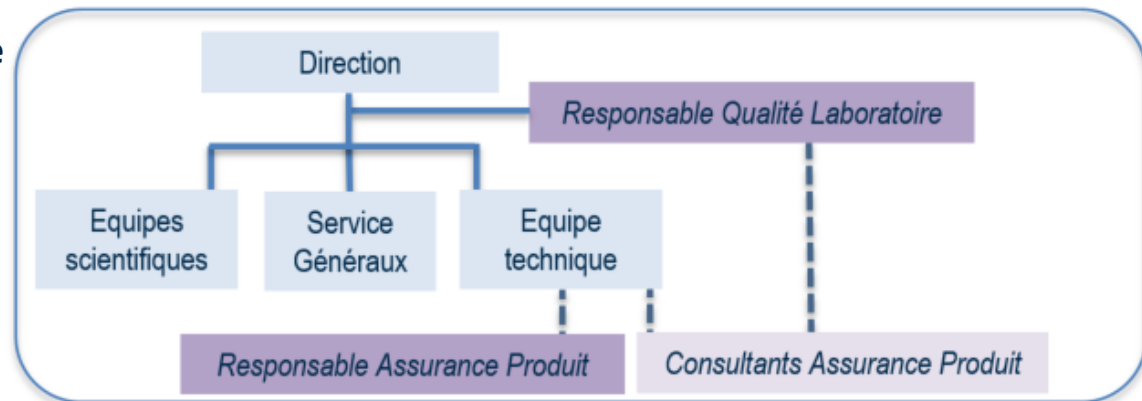 Direction
Responsable Qualité Laboratoire
Equipes
scientifiques
Service
Généraux
Equipe
technique
Responsable Assurance Produit
Consultants Assurance Produit